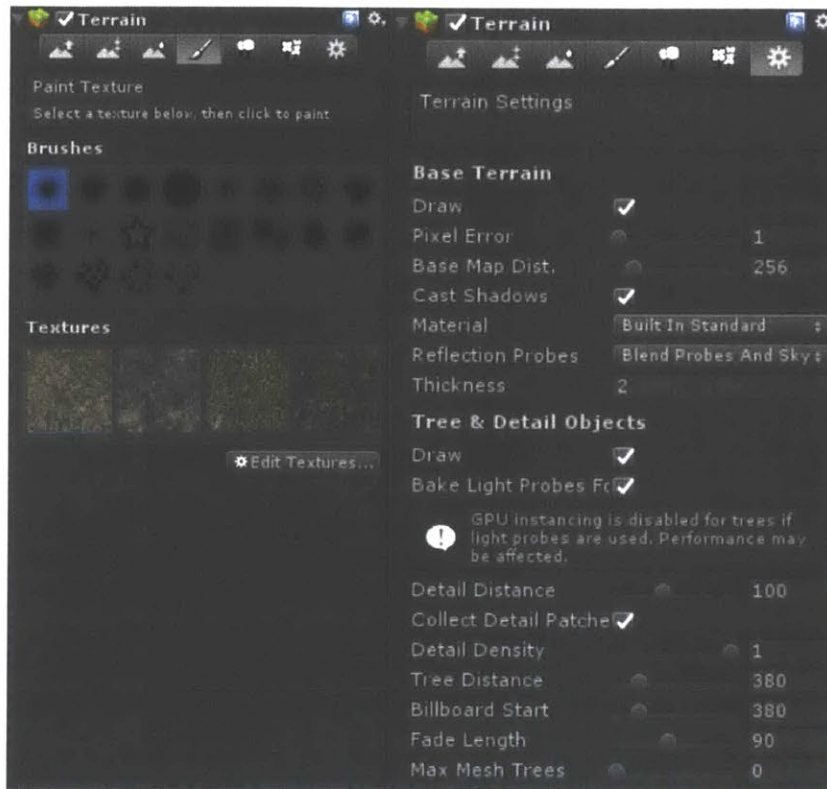 Terrain
Paint Texture
Select a texture below, then click to paint
Brushes
Textures
Edit Textures...
Terrain
Terrain Settings
Base Terrain
Draw
Pixel Error 1
Base Map Dist. 256
Cast Shadows
Material Built In Standard
Reflection Probes Blend Probes And Sky
Thickness 2
Tree & Detail Objects
Draw
Bake Light Probes Fo
GPU instancing is disabled for trees if
light probes are used. Performance may
be affected.
Detail Distance 100
Collect Detail Patche
Detail Density 1
Tree Distance 380
Billboard Start 380
Fade Length 90
Max Mesh Trees 0